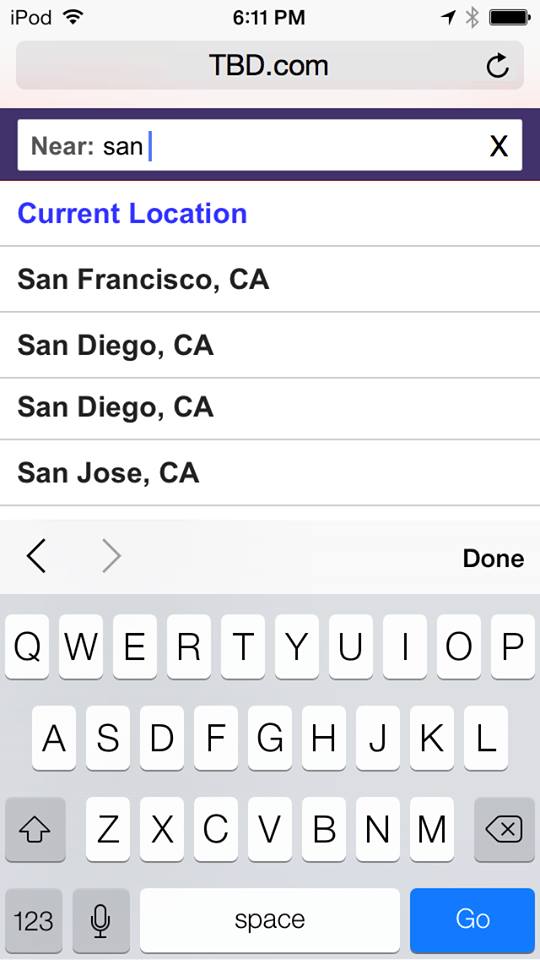 iPod 6:11 PM
TBD.com
Near: san X
Current Location
San Francisco, CA
San Diego, CA
San Diego, CA
San Jose, CA
Done
Q W E R T Y U I O P
A S D F G H J K L
Z X C V B N M
123 space Go